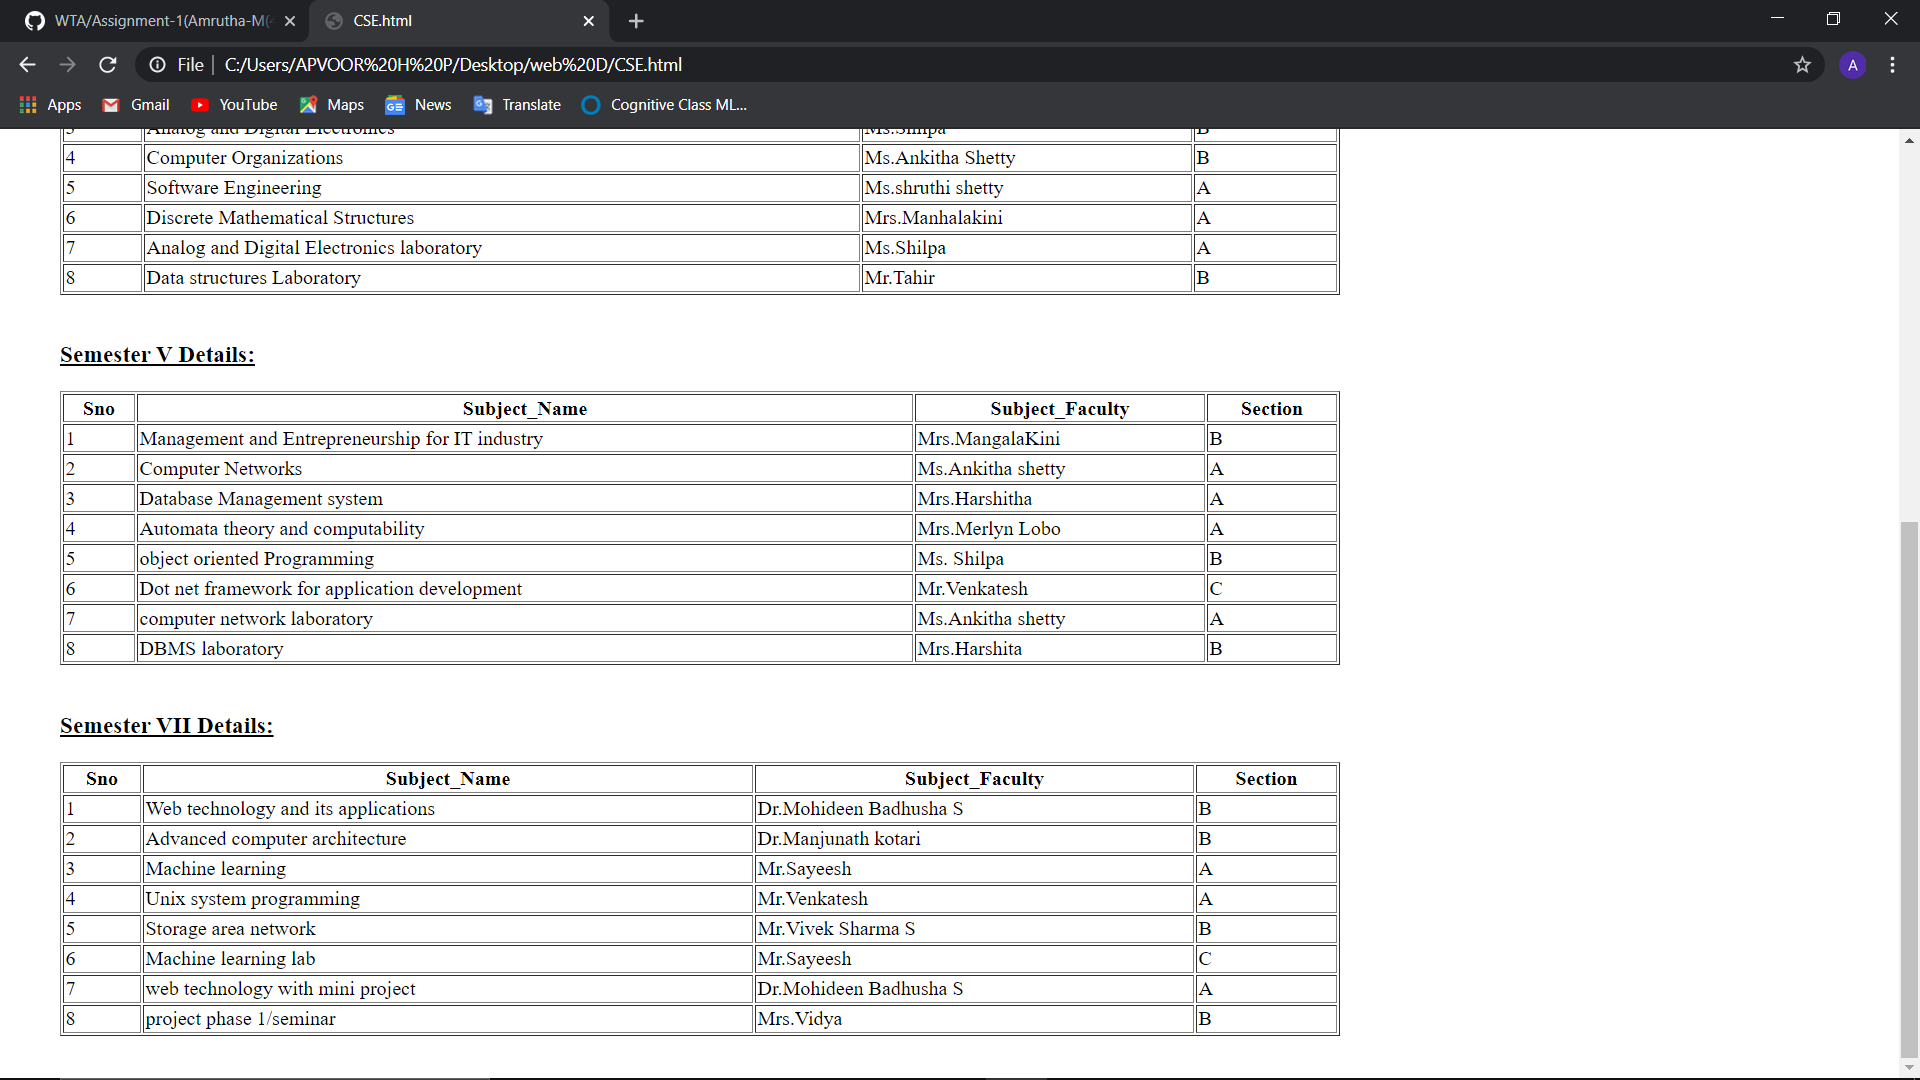 WTA/Assignment-1(Amrutha-M(
CSE.html
File
C:/Users/APVOOR%20H%20P/Desktop/web%20D/CSE.html
A
Apps Gmail YouTube Maps News Translate Cognitive Class ML...
3 Analog and Digital Electronics Ms.Shilpa B
4 Computer Organizations Ms.Ankitha Shetty B
5 Software Engineering Ms.shruthi shetty A
6 Discrete Mathematical Structures Mrs.Manhalakini A
7 Analog and Digital Electronics laboratory Ms.Shilpa A
8 Data structures Laboratory Mr.Tahir B
Semester V Details:
Sno Subject_Name Subject_Faculty Section
1 Management and Entrepreneurship for IT industry Mrs.MangalaKini B
2 Computer Networks Ms.Ankitha shetty A
3 Database Management system Mrs.Harshitha A
4 Automata theory and computability Mrs.Merlyn Lobo A
5 object oriented Programming Ms. Shilpa B
6 Dot net framework for application development Mr.Venkatesh C
7 computer network laboratory Ms.Ankitha shetty A
8 DBMS laboratory Mrs.Harshita B
Semester VII Details:
Sno Subject_Name Subject_Faculty Section
1 Web technology and its applications Dr.Mohideen Badhusha S B
2 Advanced computer architecture Dr.Manjunath kotari B
3 Machine learning Mr.Sayeesh A
4 Unix system programming Mr.Venkatesh A
5 Storage area network Mr.Vivek Sharma S B
6 Machine learning lab Mr.Sayeesh C
7 web technology with mini project Dr.Mohideen Badhusha S A
8 project phase 1/seminar Mrs.Vidya B